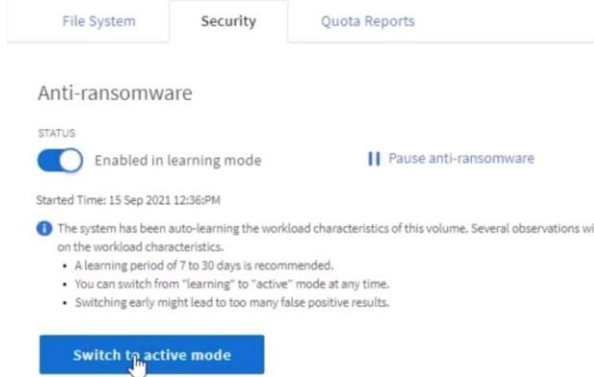 File System Security Quota Reports
Anti-ransomware
STATUS
Enabled in learning mode Pause anti-ransomware
Started Time: 15 Sep 2021 12:36:PM
The system has been auto-learning the workload characteristics of this volume. Several observations wi
on the workload characteristics.
• A learning period of 7 to 30 days is recommended.
• You can switch from "learning" to "active" mode at any time.
• Switching early might lead to too many false positive results.
Switch to active mode